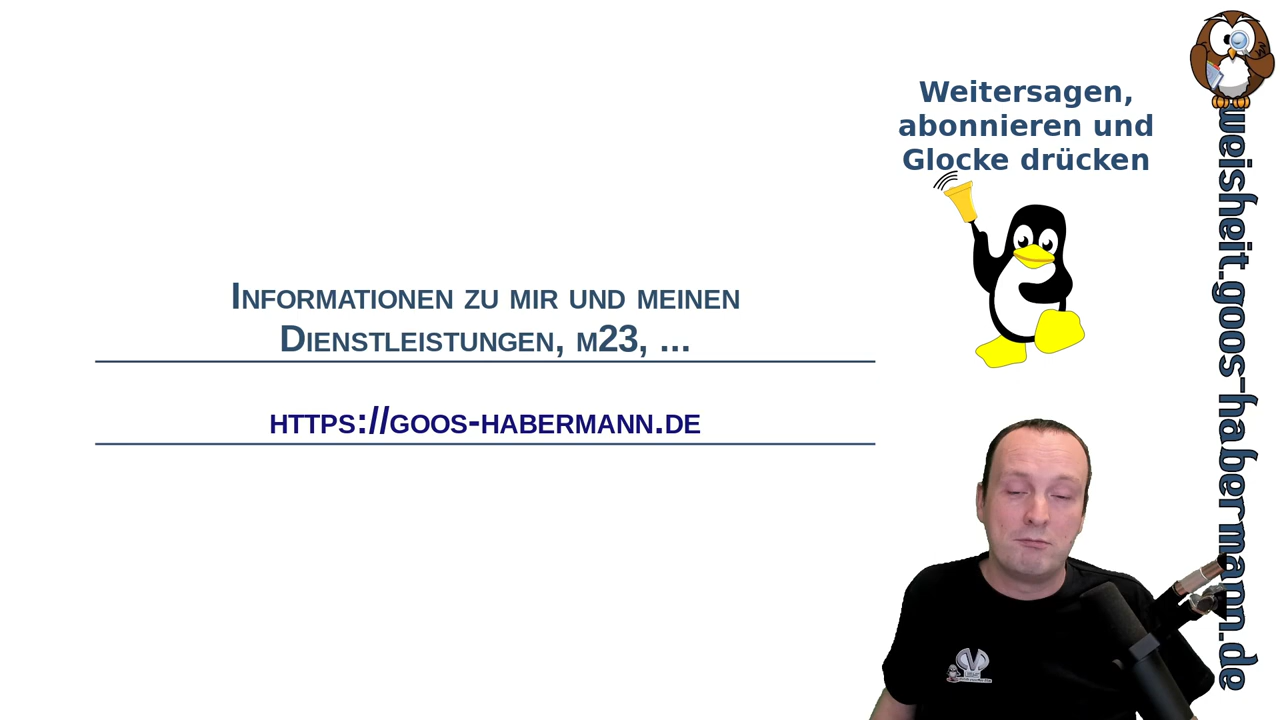 Weitersagen,
abonnieren und
Glocke drücken
Informationen zu mir und meinen
Dienstleistungen, m23, ...
https://goos-habermann.de
weisheit.goos-habermann.de